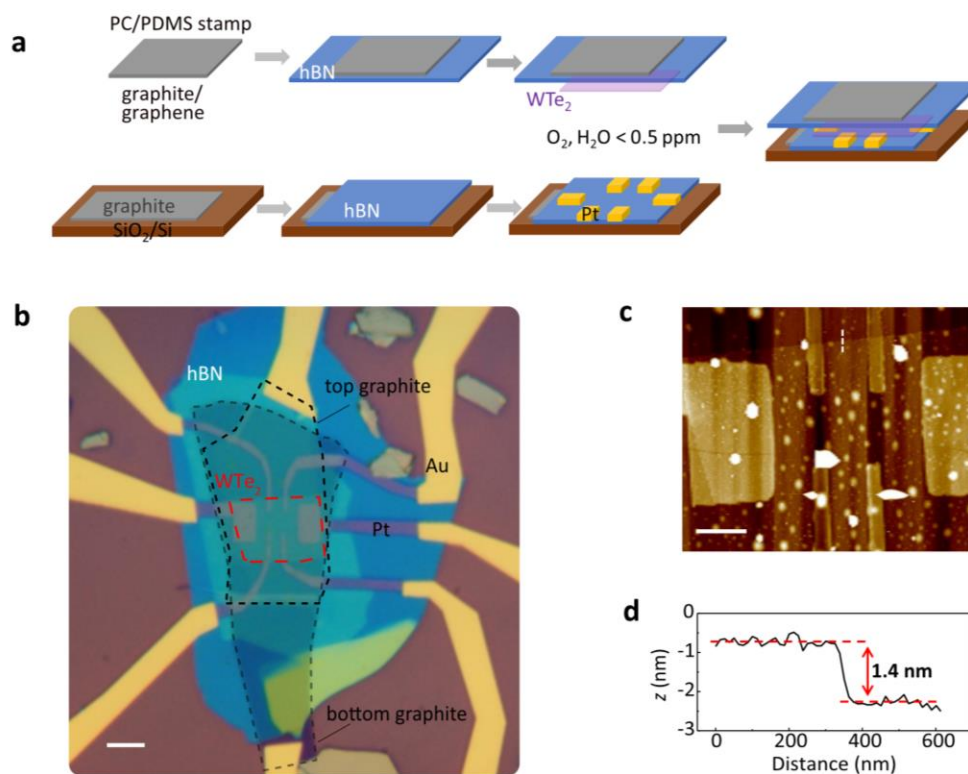 a
PC/PDMS stamp
graphite/
graphene
hBN
WTe₂
O₂, H₂O < 0.5 ppm
graphite
SiO₂/Si
hBN
Pt
b
hBN
top graphite
Au
WTe₂
Pt
bottom graphite
c
d
0
-1
-2
-3
z (nm)
1.4 nm
0 200 400 600
Distance (nm)